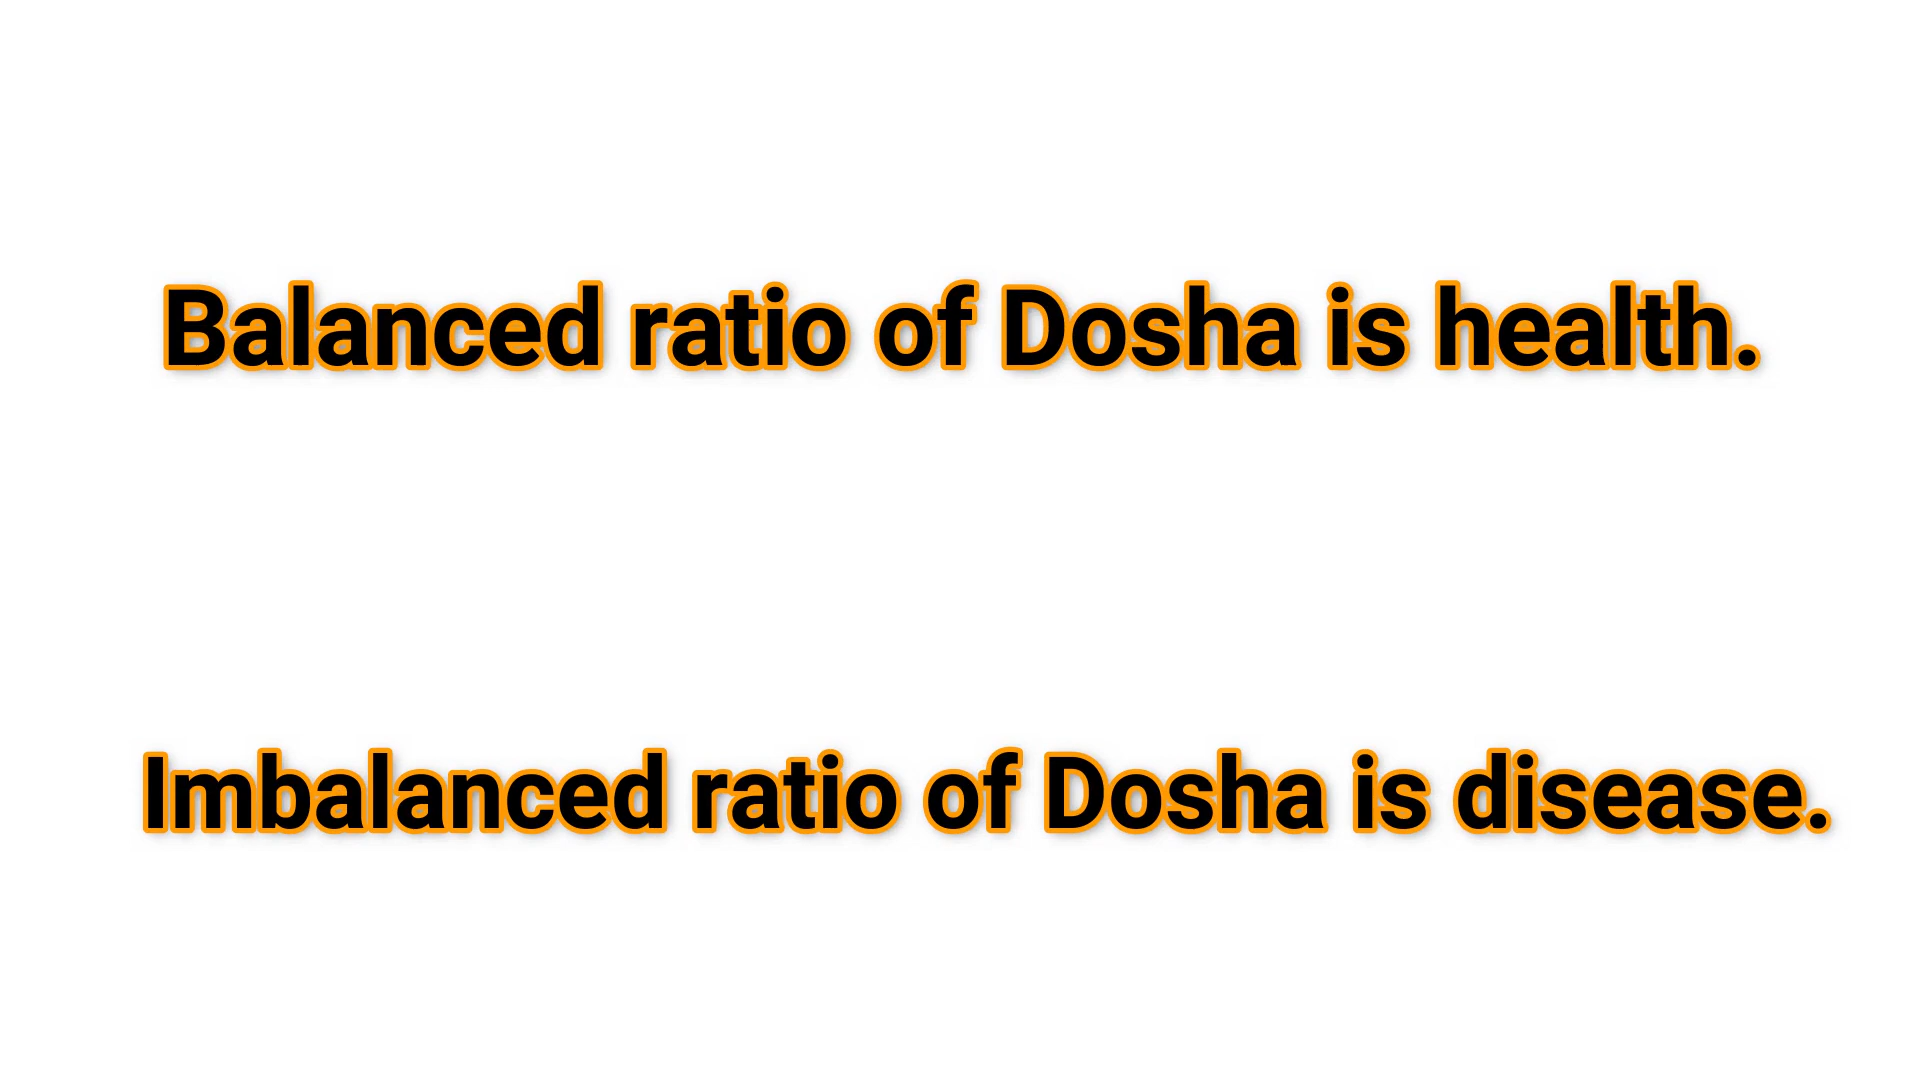 Balanced ratio of Dosha is health.
Imbalanced ratio of Dosha is disease.